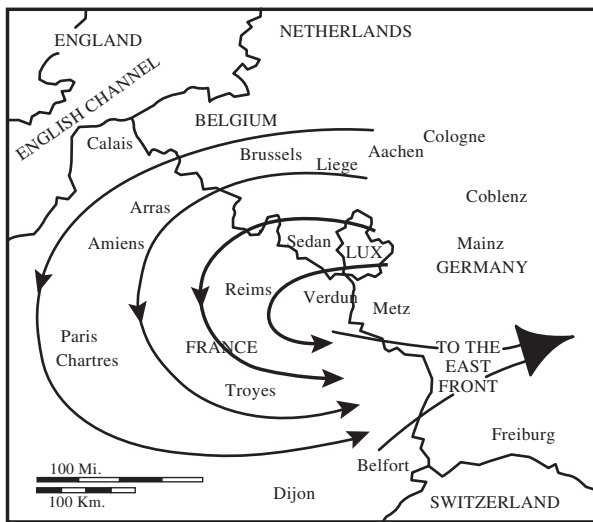 NETHERLANDS
ENGLAND
ENGLISH CHANNEL
BELGIUM
Calais
Cologne
Brussels
Aachen
Liege
Coblenz
Arras
Amiens
Sedan
LUX
Mainz
GERMANY
Reims
Verdun
Metz
Paris
FRANCE
TO THE
Chartres
EAST
FRONT
Troyes
Freiburg
Belfort
100 Mi.
100 Km.
Dijon
SWITZERLAND